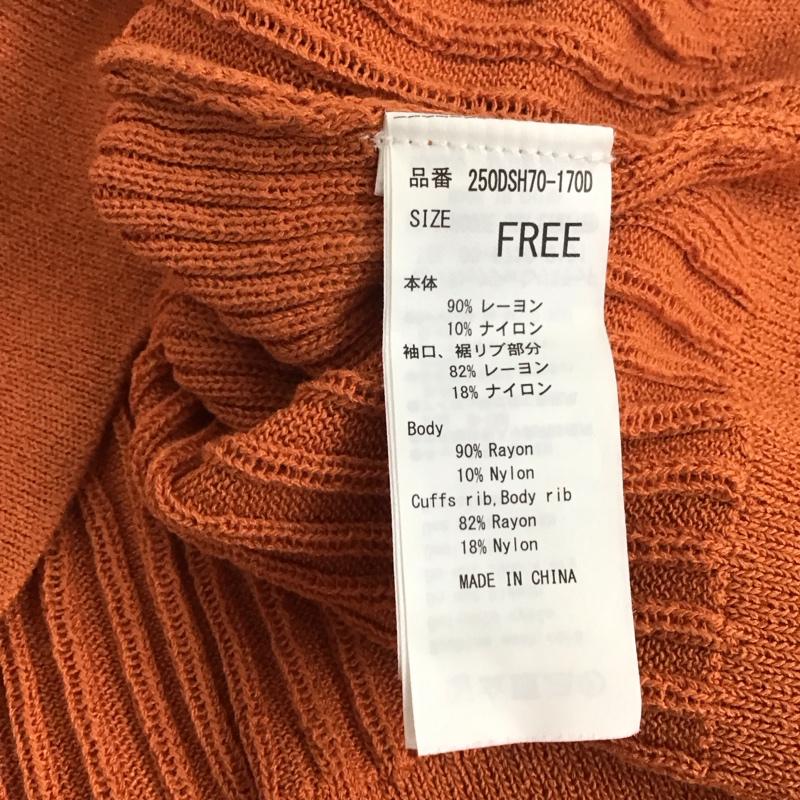 品番 250DSH70-170D
SIZE
FREE
本体
90% レーヨン
10% ナイロン
袖口、裾リブ部分
82% レーヨン
18% ナイロン
Body
90% Rayon
10% Nylon
Cuffs rib,Body rib
82% Rayon
18% Nylon
MADE IN CHINA